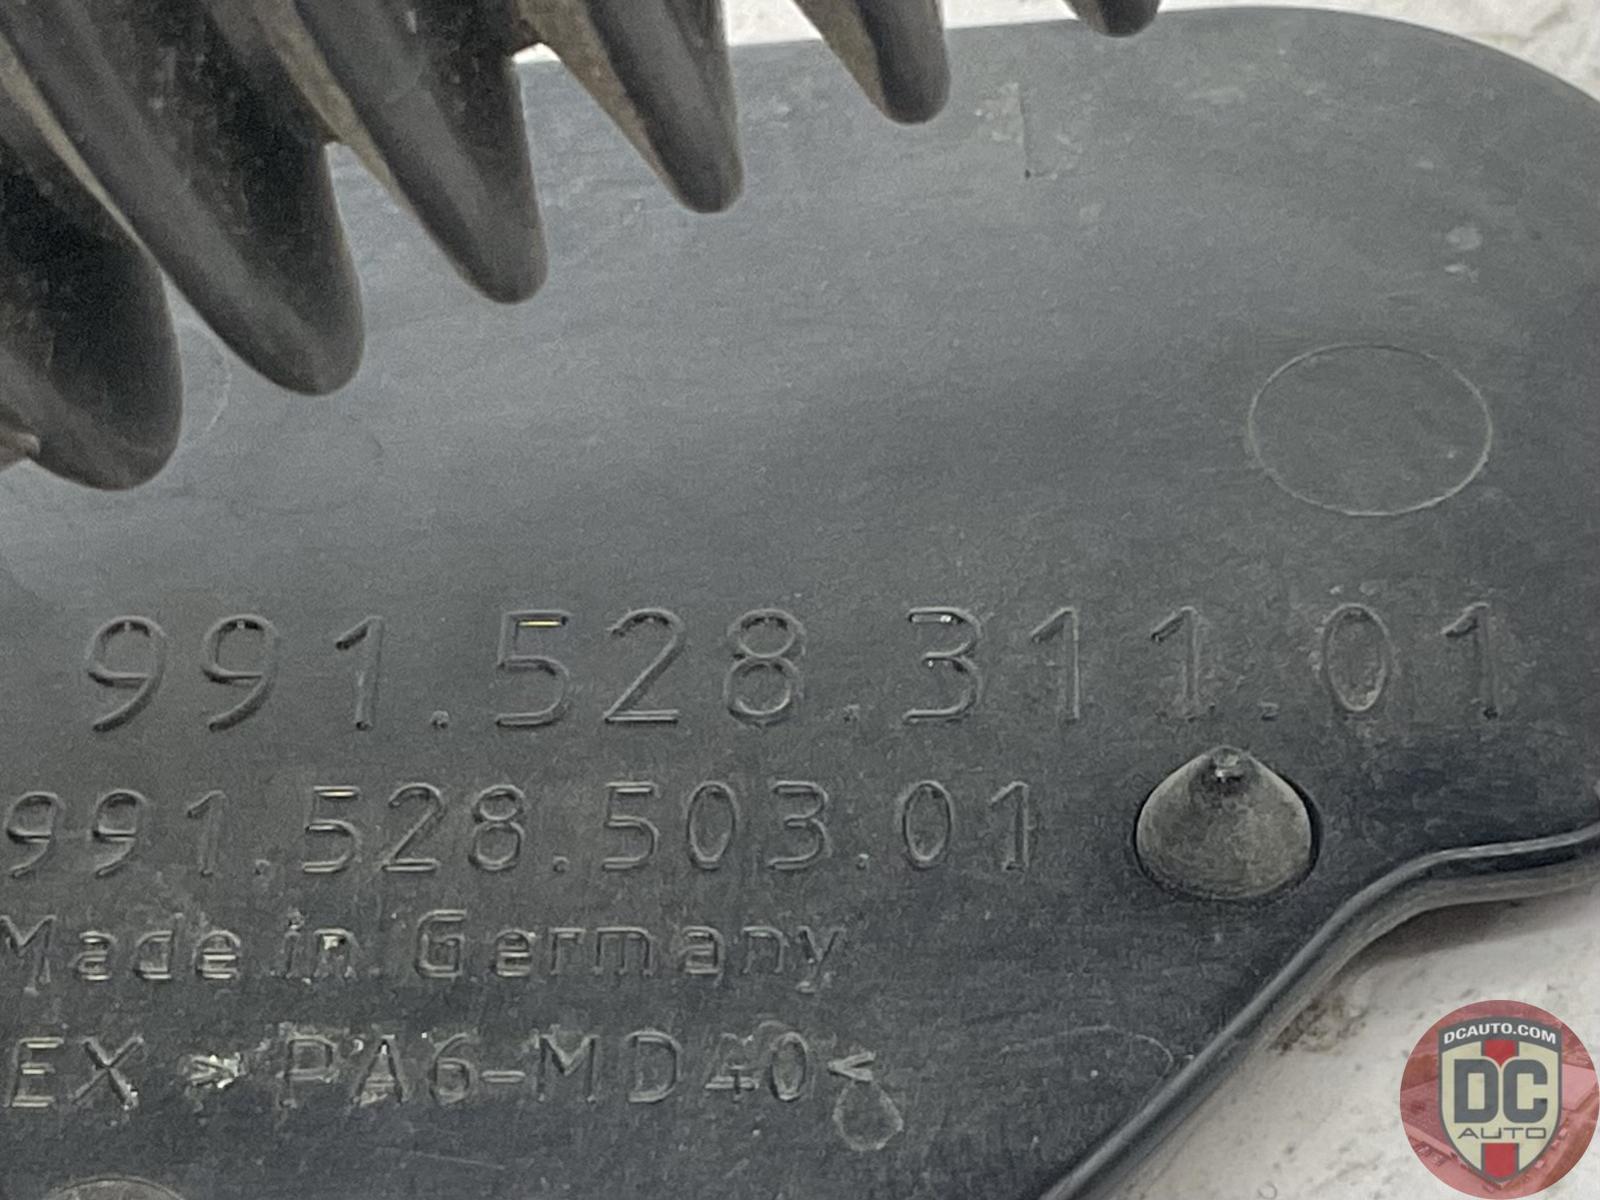 991.528.311.01
991.528.503.01
Made in Germany
EX >PA6-MD40<
DCAUTO.COM
DC
AUTO